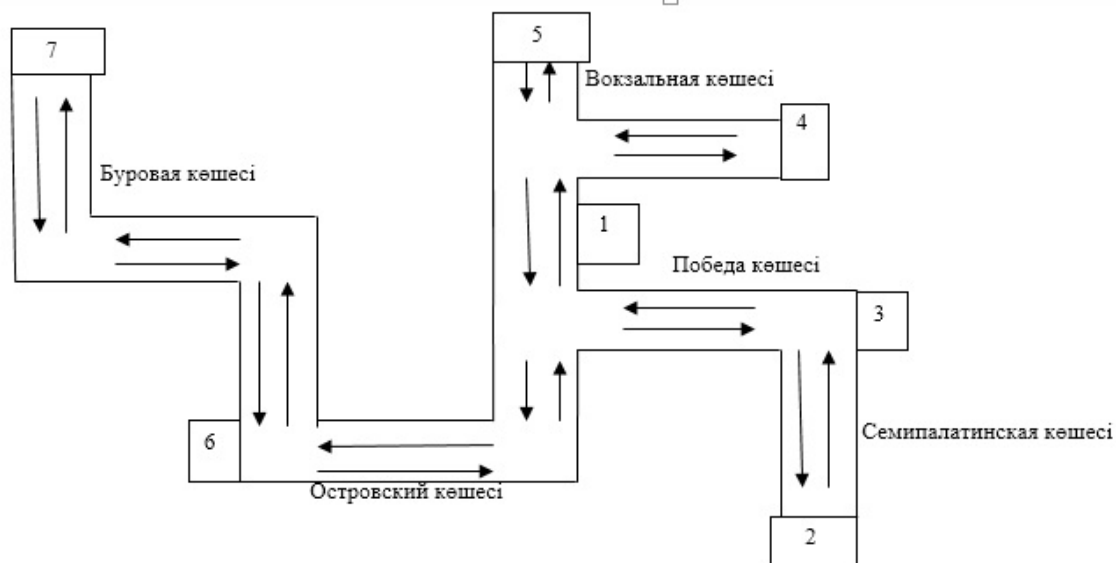 7
5
Вокзальная көшесі
4
Буровая көшесі
1
Победа көшесі
3
6
Семипалатинская көшесі
Островский көшесі
2